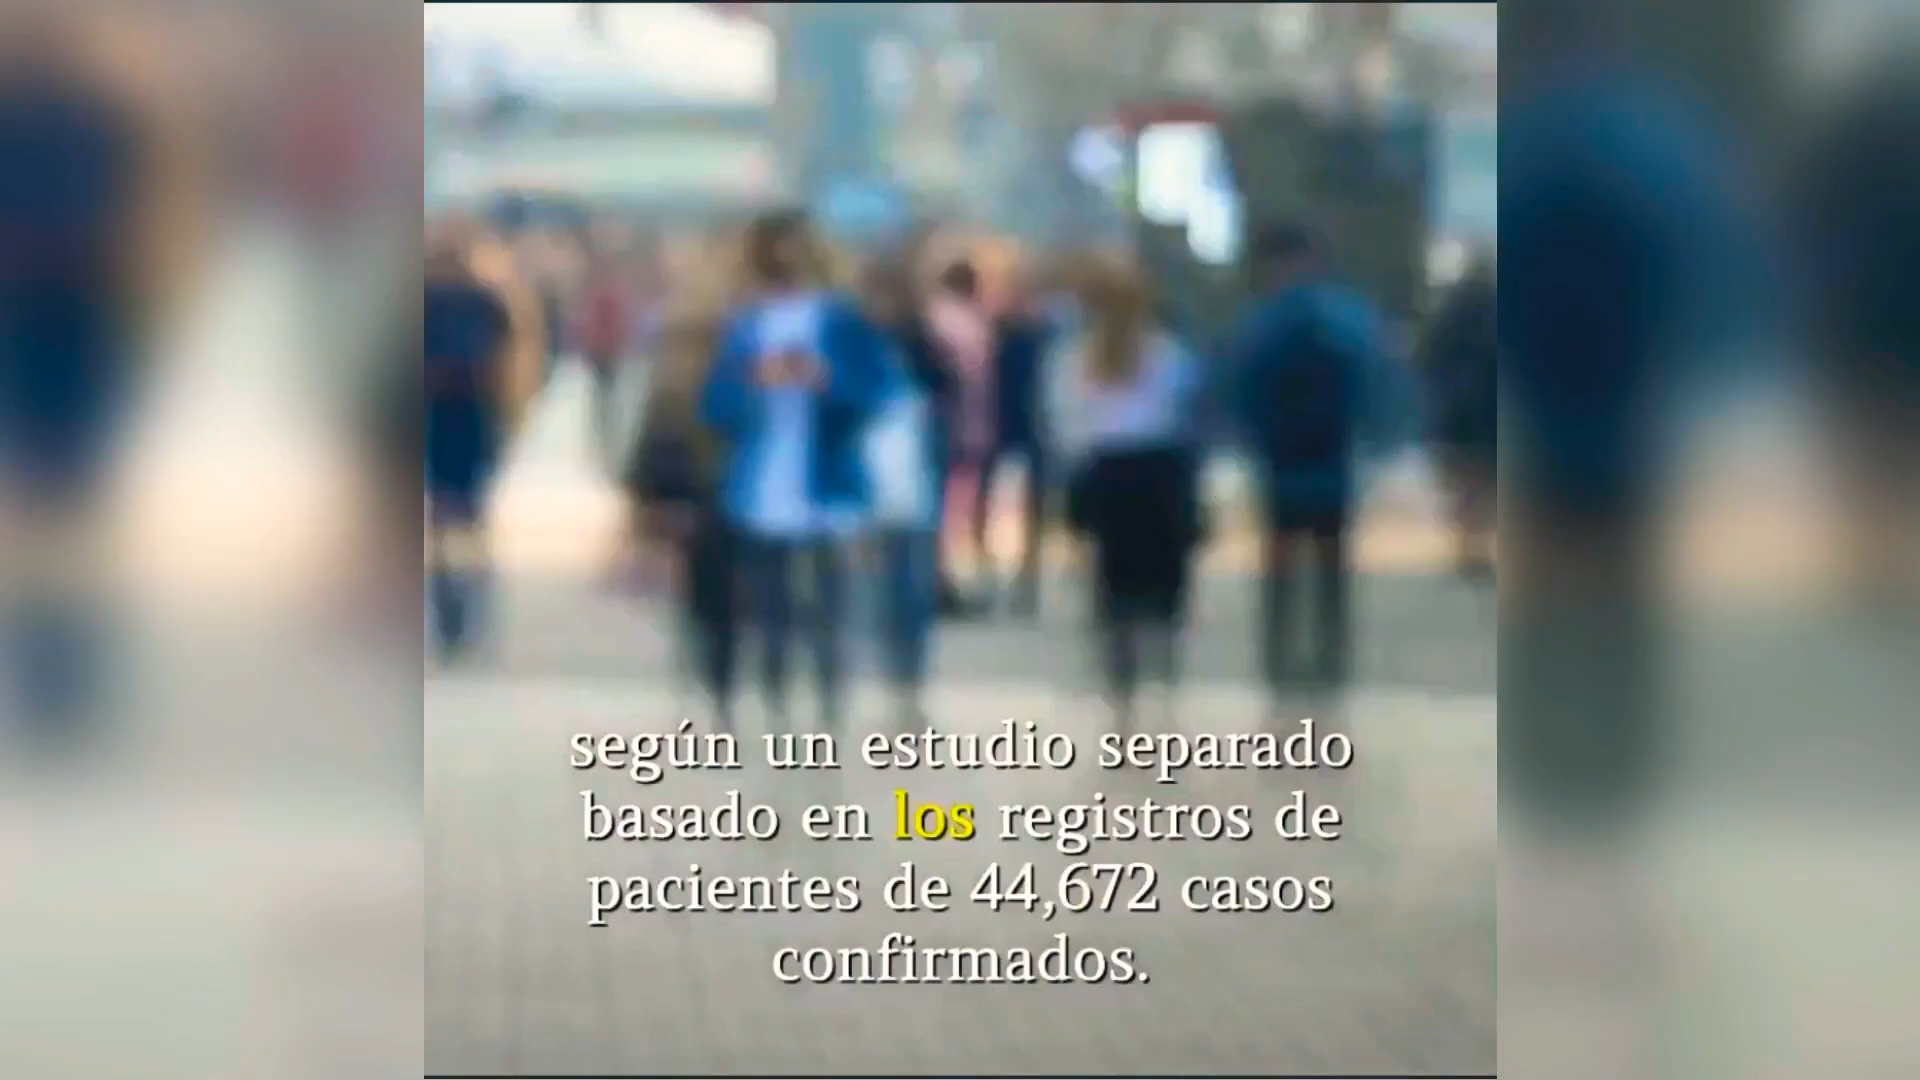 según un estudio separado
basado en los registros de
pacientes de 44,672 casos
confirmados.